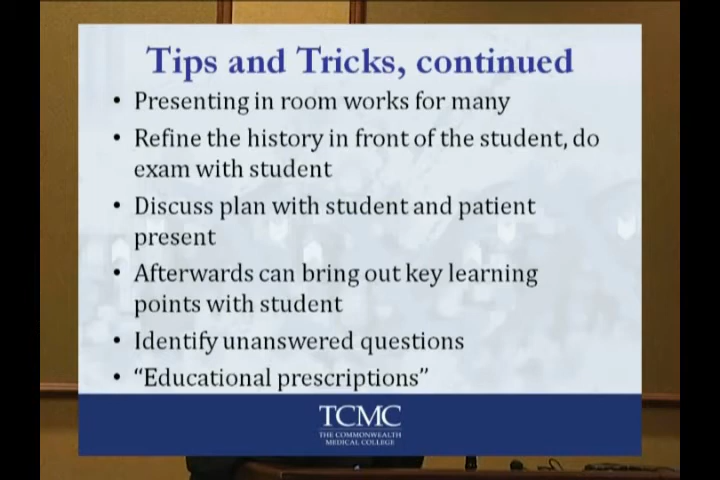 Tips and Tricks, continued
• Presenting in room works for many
• Refine the history in front of the student, do
exam with student
• Discuss plan with student and patient
present
• Afterwards can bring out key learning
points with student
• Identify unanswered questions
• “Educational prescriptions”
TCMC
THE COMMONWEALTH
MEDICAL COLLEGE